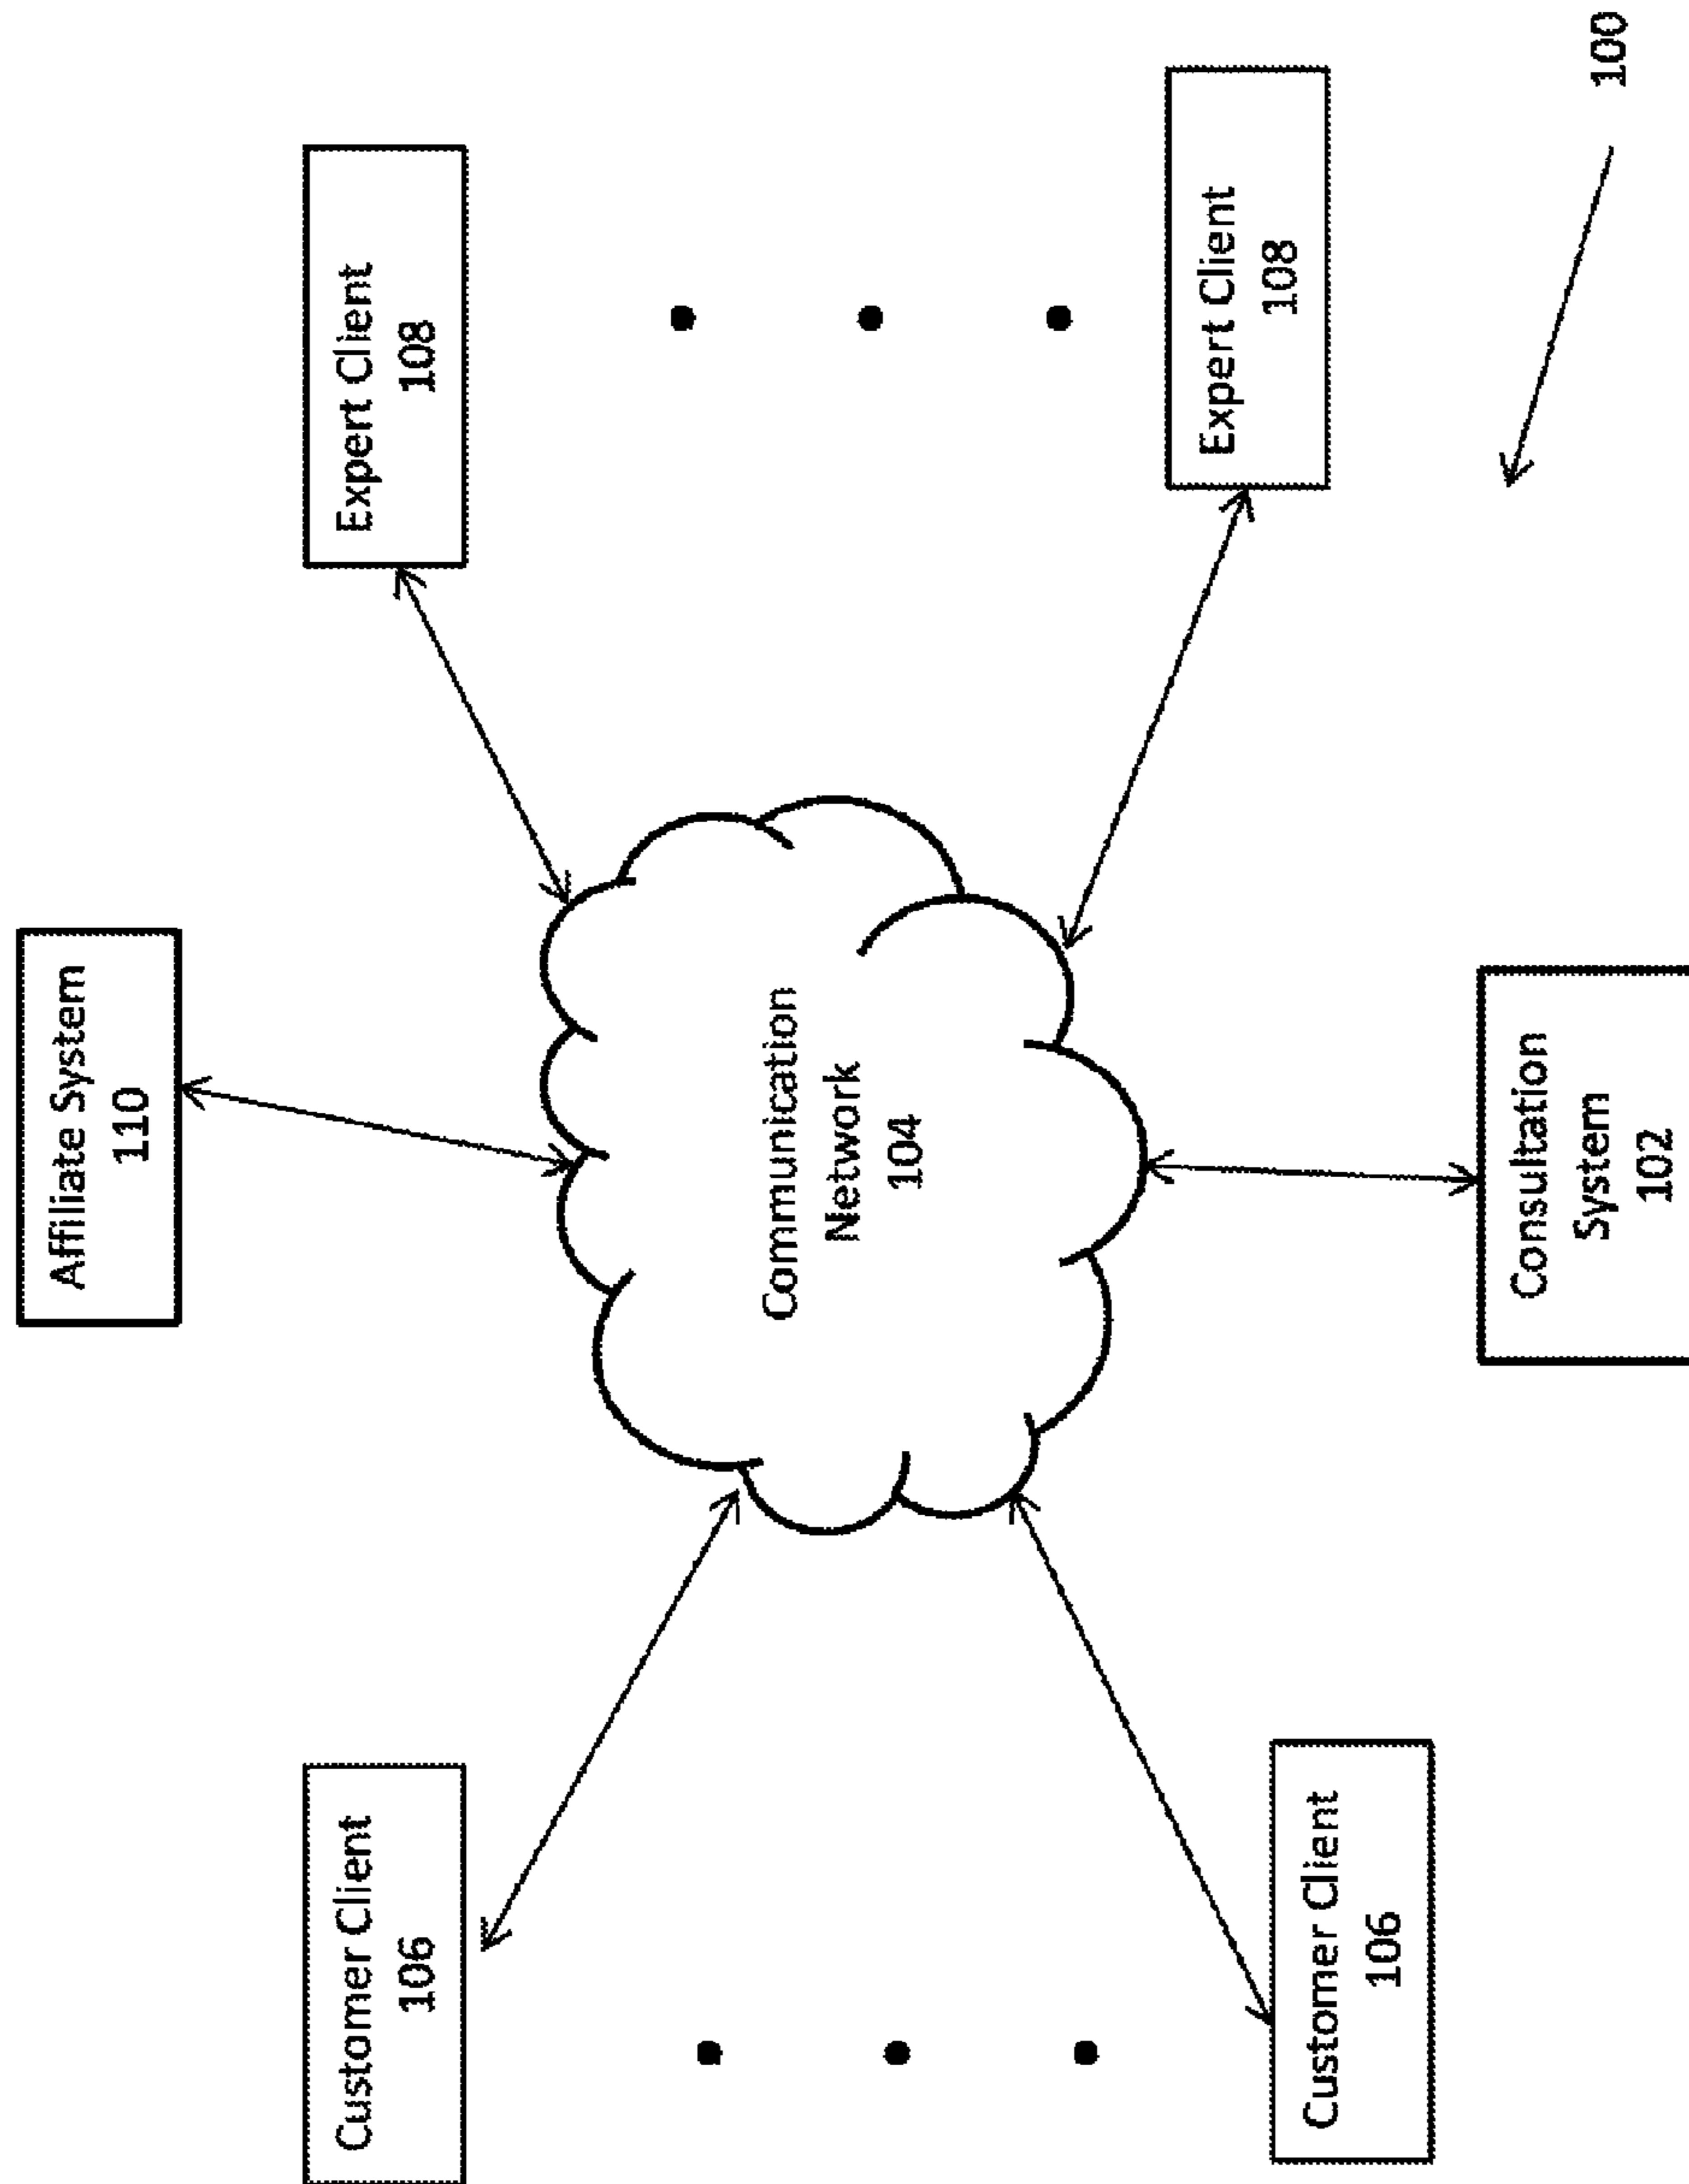 Affiliate System
110
Customer Client
106
Expert Client
108
Communication
Network
104
Customer Client
106
Expert Client
108
Consultation
System
102
100